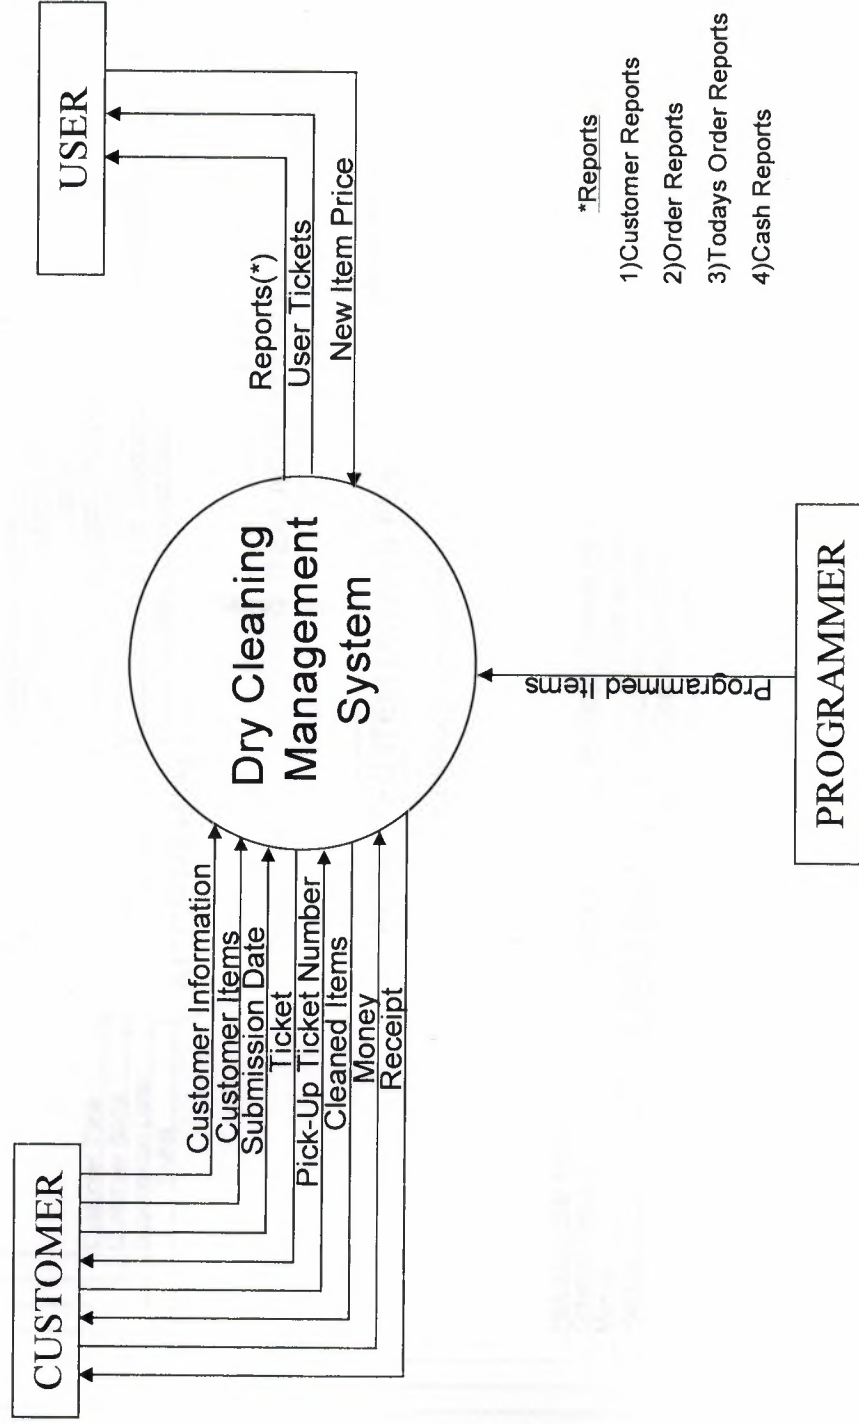 CUSTOMER
USER
Customer Information
Customer Items
Submission Date
Ticket
Pick-Up Ticket Number
Cleaned Items
Money
Receipt
Dry Cleaning
Management
System
Reports(*)
User Tickets
New Item Price
Programmed Items
PROGRAMMER
*Reports
1)Customer Reports
2)Order Reports
3)Todays Order Reports
4)Cash Reports